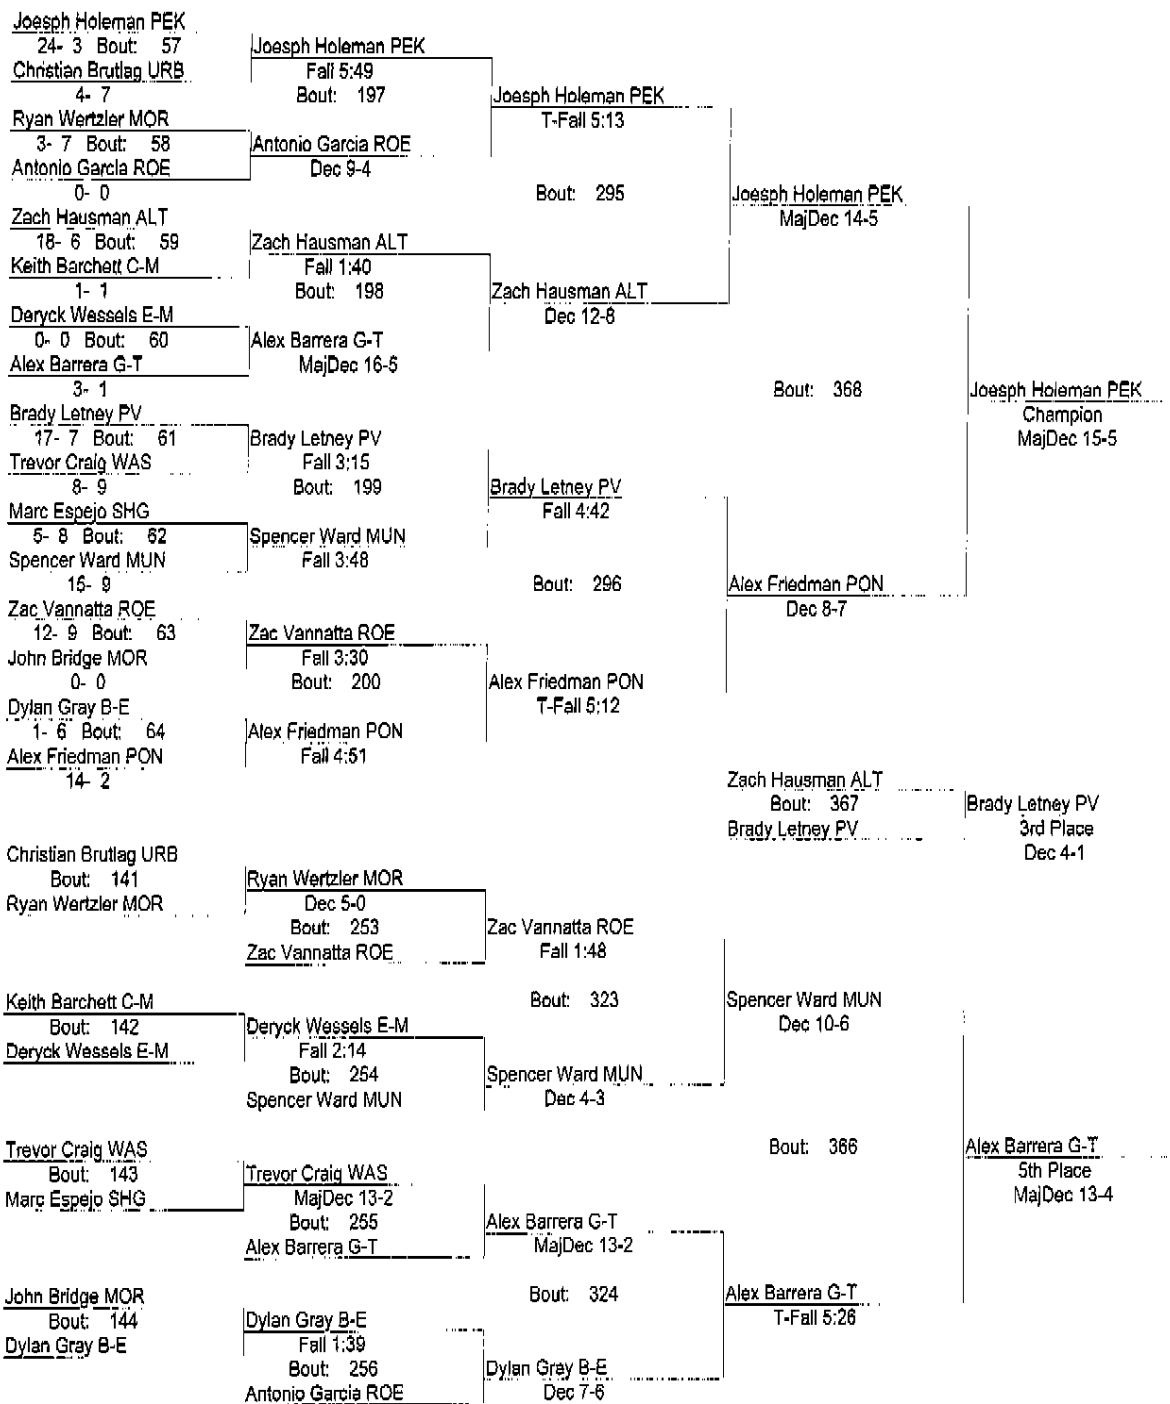 Joesph Holeman PEK
24- 3 Bout: 57
Christian Brutlag URB
4- 7
Ryan Wertzler MOR
3- 7 Bout: 58
Antonio Garcia ROE
0- 0
Zach Hausman ALT
18- 6 Bout: 59
Keith Barchett C-M
1- 1
Deryck Wessels E-M
0- 0 Bout: 60
Alex Barrera G-T
3- 1
Brady Letney PV
17- 7 Bout: 61
Trevor Craig WAS
8- 9
Marc Espejo SHG
5- 8 Bout: 62
Spencer Ward MUN
15- 9
Zac Vannatta ROE
12- 9 Bout: 63
John Bridge MOR
0- 0
Dylan Gray B-E
1- 6 Bout: 64
Alex Friedman PON
14- 2
Joesph Holeman PEK
Fall 5:49
Bout: 197
Antonio Garcia ROE
Dec 9-4
Zach Hausman ALT
Fall 1:40
Bout: 198
Alex Barrera G-T
MajDec 16-5
Brady Letney PV
Fall 3:15
Bout: 199
Spencer Ward MUN
Fall 3:48
Zac Vannatta ROE
Fall 3:30
Bout: 200
Alex Friedman PON
Fall 4:51
Joesph Holeman PEK
T-Fall 5:13
Bout: 295
Zach Hausman ALT
Dec 12-8
Brady Letney PV
Fall 4:42
Bout: 296
Alex Friedman PON
T-Fall 5:12
Joesph Holeman PEK
MajDec 14-5
Bout: 368
Alex Friedman PON
Dec 8-7
Joesph Holeman PEK
Champion
MajDec 15-5
Zach Hausman ALT
Bout: 367
Brady Letney PV
Brady Letney PV
3rd Place
Dec 4-1
Christian Brutlag URB
Bout: 141
Ryan Wertzler MOR
Keith Barchett C-M
Bout: 142
Deryck Wessels E-M
Trevor Craig WAS
Bout: 143
Marc Espejo SHG
John Bridge MOR
Bout: 144
Dylan Gray B-E
Ryan Wertzler MOR
Dec 5-0
Bout: 253
Zac Vannatta ROE
Deryck Wessels E-M
Fall 2:14
Bout: 254
Spencer Ward MUN
Trevor Craig WAS
MajDec 13-2
Bout: 255
Alex Barrera G-T
Dylan Gray B-E
Fall 1:39
Bout: 256
Antonio Garcia ROE
Zac Vannatta ROE
Fall 1:48
Bout: 323
Spencer Ward MUN
Dec 4-3
Alex Barrera G-T
MajDec 13-2
Bout: 324
Dylan Gray B-E
Dec 7-6
Spencer Ward MUN
Dec 10-6
Bout: 366
Alex Barrera G-T
T-Fall 5:26
Alex Barrera G-T
5th Place
MajDec 13-4